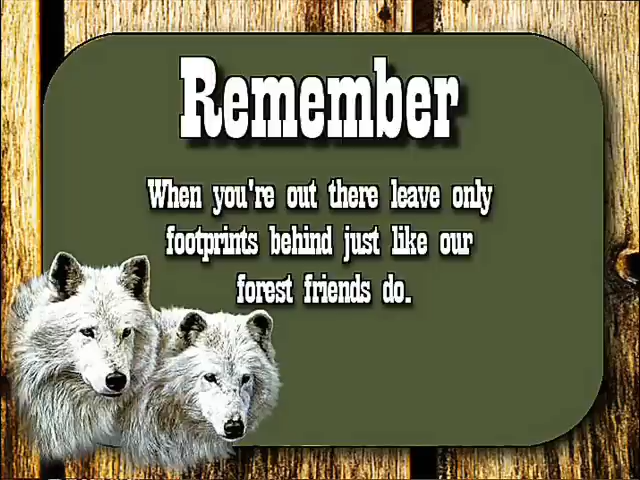 Remember
When you're out there leave only
footprints behind just like our
forest friends do.